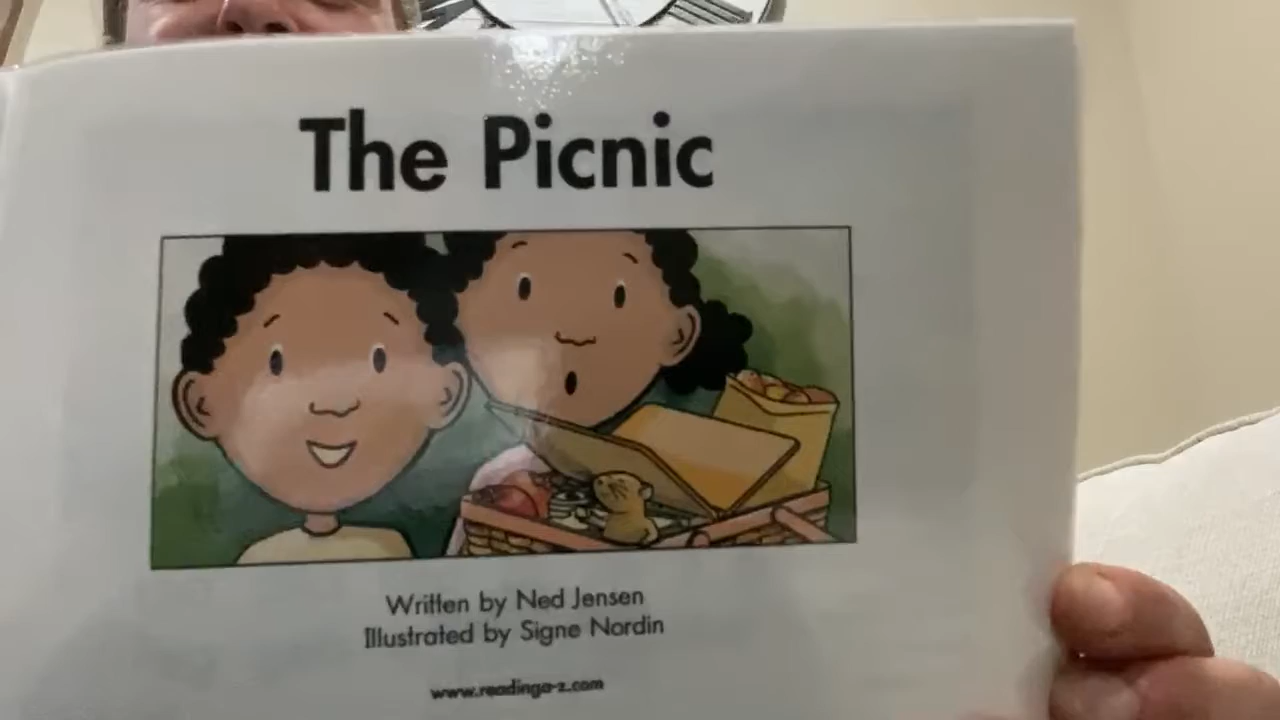 The Picnic
Written by Ned Jensen
Illustrated by Signe Nordin
www.readinga-z.com